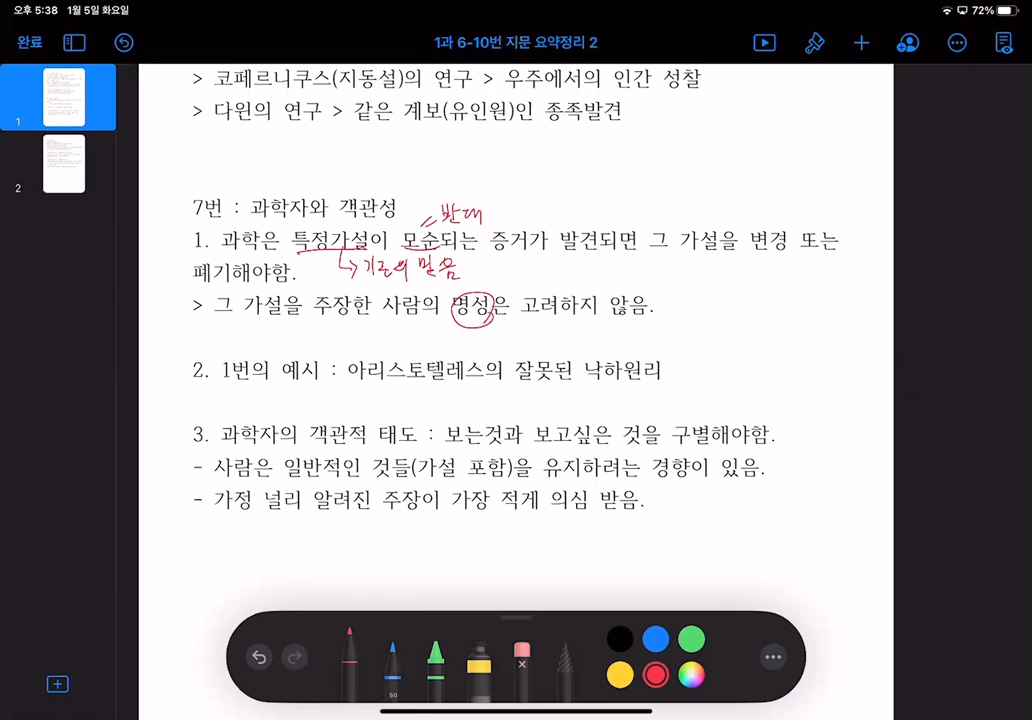 오후 5:38 1월 5일 화요일 72%
완료 1과 6-10번 지문 요약정리 2
> 코페르니쿠스(지동설)의 연구 > 우주에서의 인간 성찰
> 다윈의 연구 > 같은 계보(유인원)인 종족발견
1
2
7번 : 과학자와 객관성
반대
1. 과학은 특정가설이 모순되는 증거가 발견되면 그 가설을 변경 또는
폐기해야함.
기존의 믿음
> 그 가설을 주장한 사람의 명성은 고려하지 않음.
2. 1번의 예시 : 아리스토텔레스의 잘못된 낙하원리
3. 과학자의 객관적 태도 : 보는것과 보고싶은 것을 구별해야함.
- 사람은 일반적인 것들(가설 포함)을 유지하려는 경향이 있음.
- 가정 널리 알려진 주장이 가장 적게 의심 받음.
50